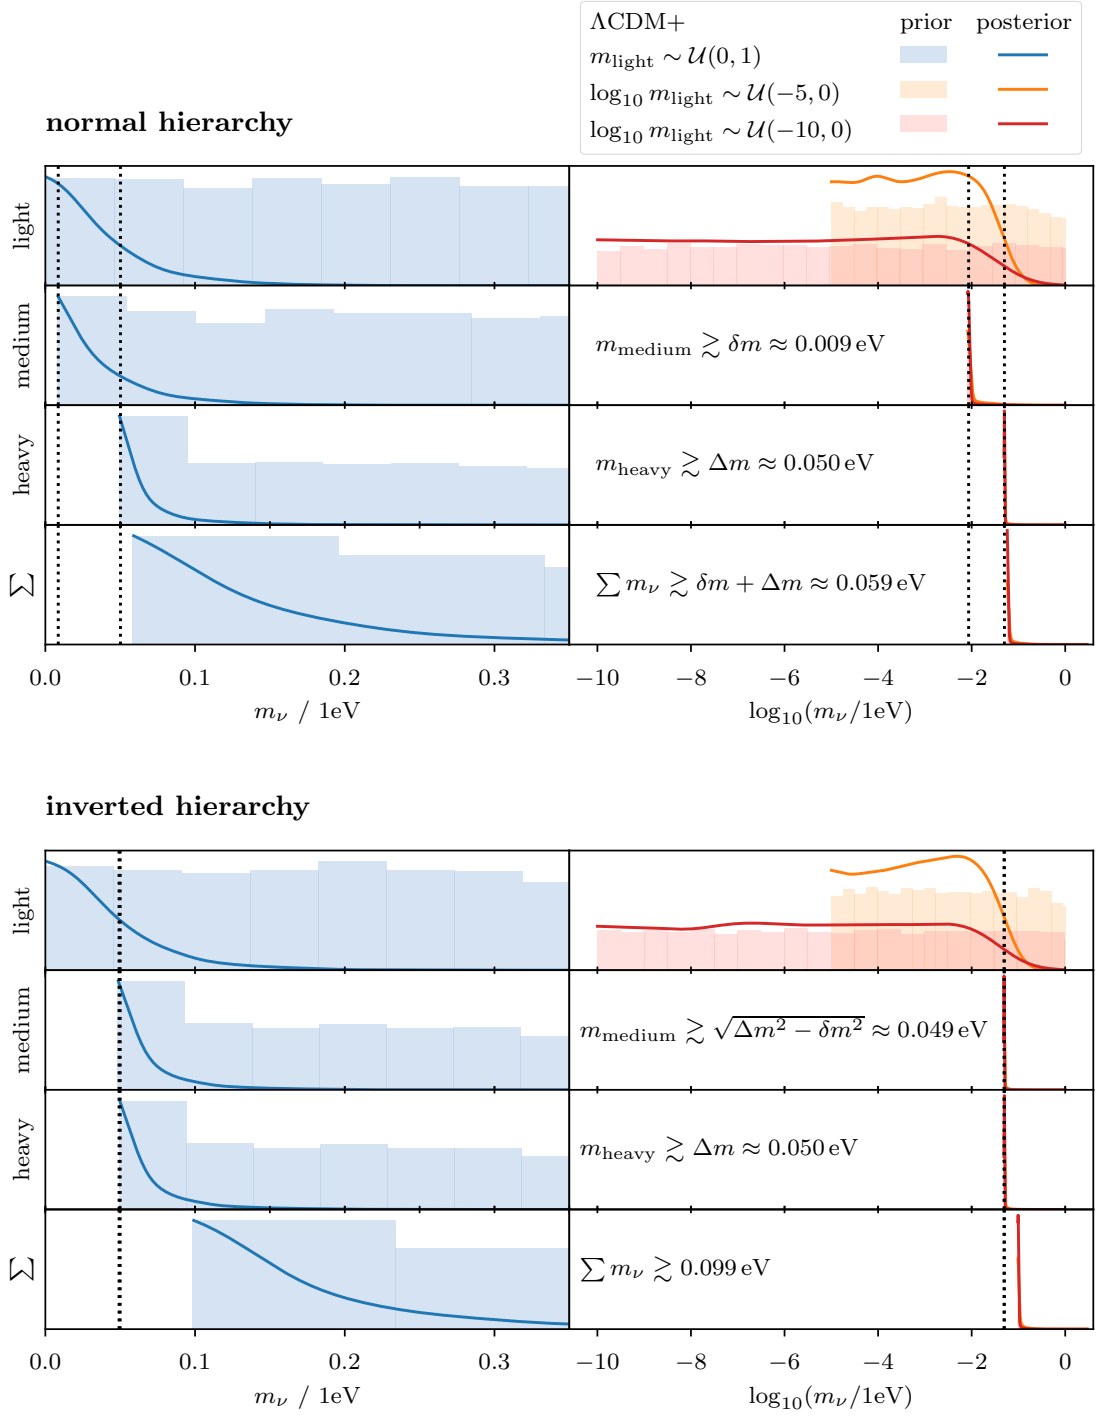 ΛCDM+ prior posterior
m_light ∼ 𝒰(0, 1)
log₁₀ m_light ∼ 𝒰(−5, 0)
log₁₀ m_light ∼ 𝒰(−10, 0)
normal hierarchy
light
medium
m_medium ≳ δm ≈ 0.009 eV
heavy
m_heavy ≳ Δm ≈ 0.050 eV
Σ
∑ m_ν ≳ δm + Δm ≈ 0.059 eV
0.0 0.1 0.2 0.3 −10 −8 −6 −4 −2 0
m_ν / 1eV
log₁₀(m_ν/1eV)
inverted hierarchy
light
medium
m_medium ≳ √(Δm² − δm²) ≈ 0.049 eV
heavy
m_heavy ≳ Δm ≈ 0.050 eV
Σ
∑ m_ν ≳ 0.099 eV
0.0 0.1 0.2 0.3 −10 −8 −6 −4 −2 0
m_ν / 1eV
log₁₀(m_ν/1eV)